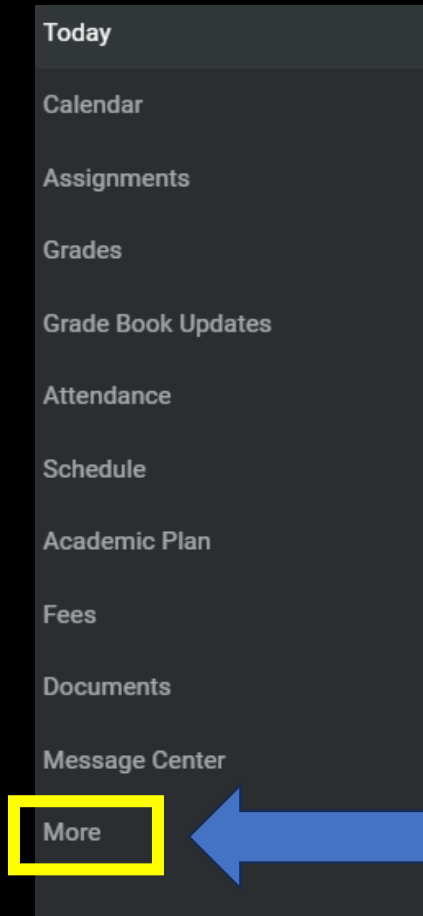 Today
Calendar
Assignments
Grades
Grade Book Updates
Attendance
Schedule
Academic Plan
Fees
Documents
Message Center
More